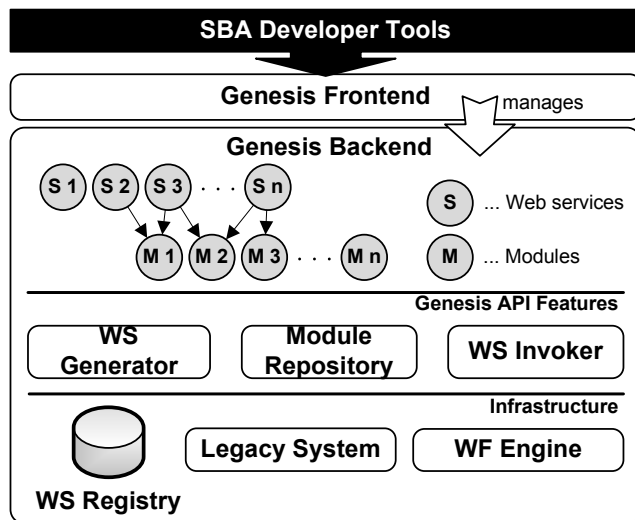 SBA Developer Tools
Genesis Frontend
manages
Genesis Backend
S 1 S 2 S 3 . . . S n
S ... Web services
M 1 M 2 M 3 . . . M n
M ... Modules
Genesis API Features
WS
Generator
Module
Repository
WS Invoker
Infrastructure
Legacy System
WF Engine
WS Registry